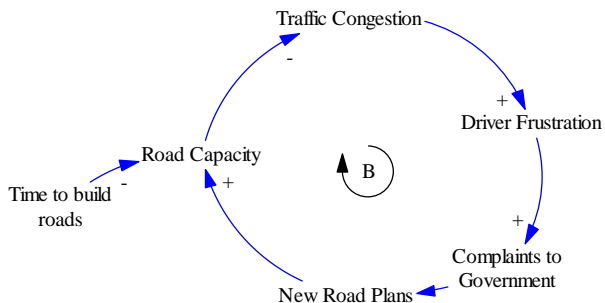 Traffic Congestion
-
+
Driver Frustration
Road Capacity
-
+
B
Time to build
roads
+
Complaints to
Government
New Road Plans